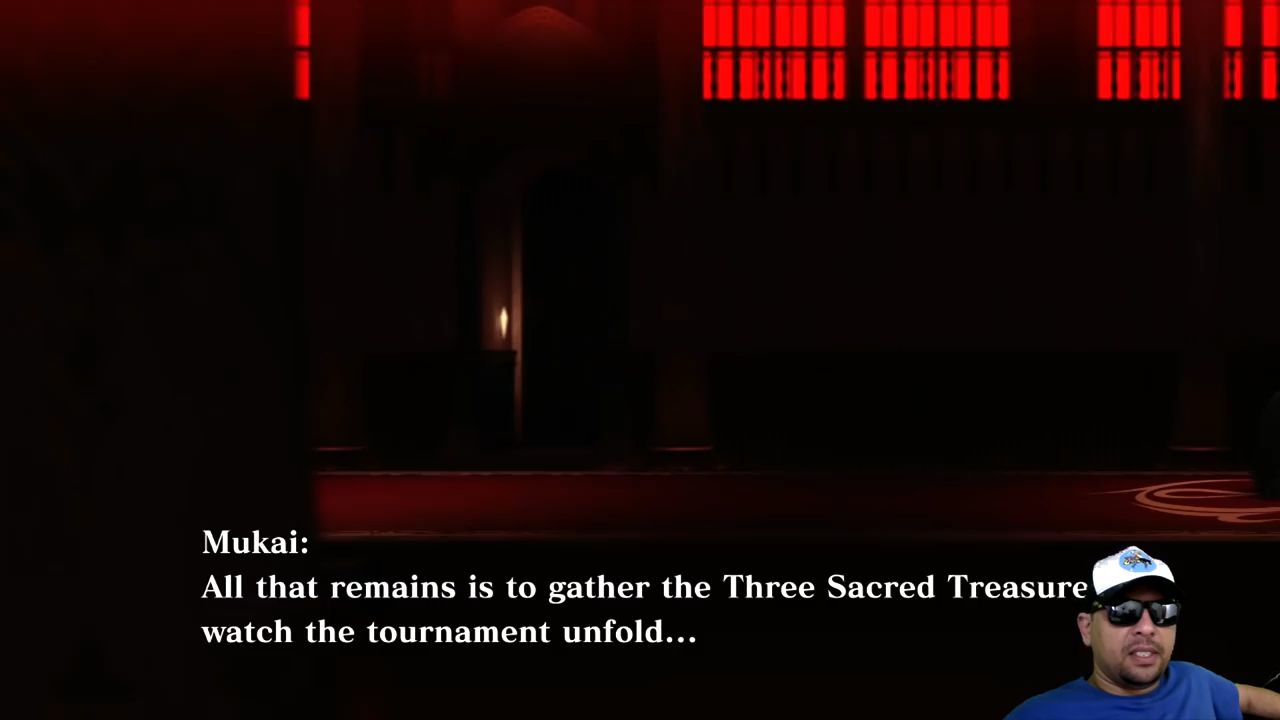 Mukai:
All that remains is to gather the Three Sacred Treasure
watch the tournament unfold...